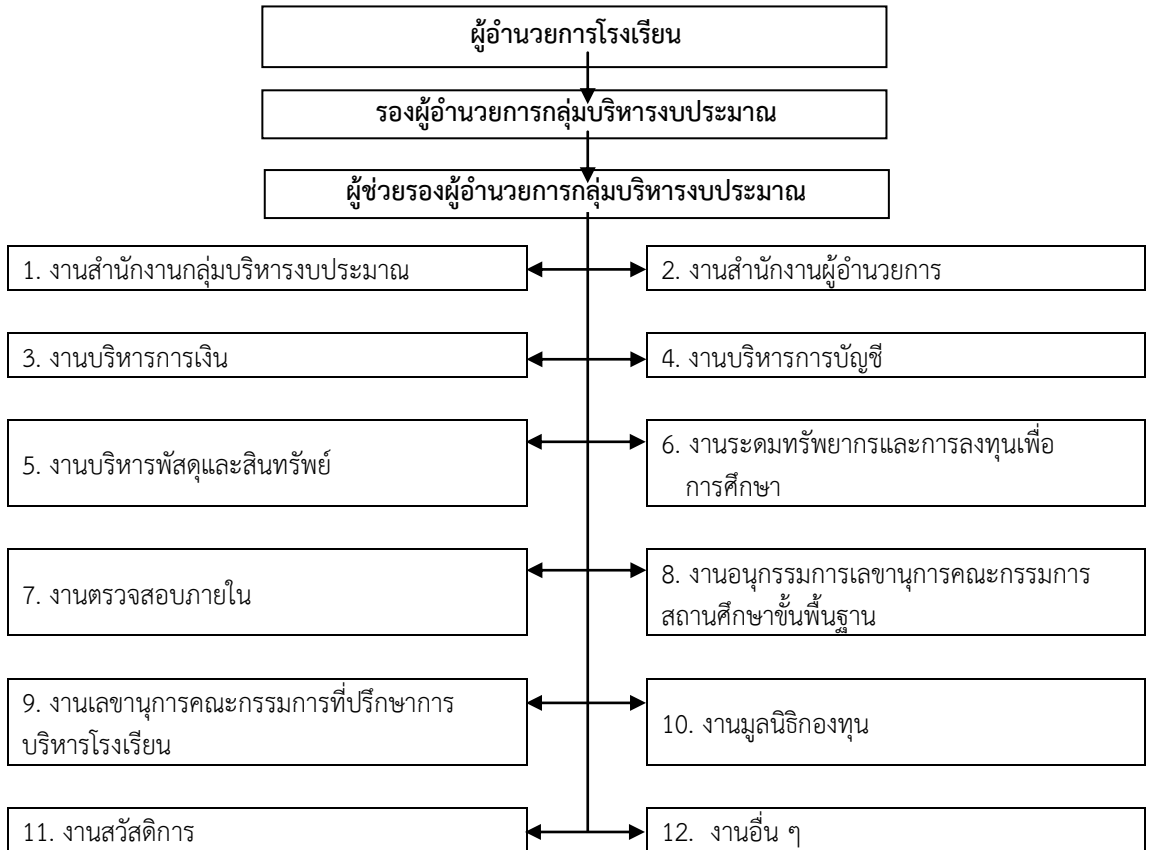 ผู้อำนวยการโรงเรียน
รองผู้อำนวยการกลุ่มบริหารงบประมาณ
ผู้ช่วยรองผู้อำนวยการกลุ่มบริหารงบประมาณ
1. งานสำนักงานกลุ่มบริหารงบประมาณ
2. งานสำนักงานผู้อำนวยการ
3. งานบริหารการเงิน
4. งานบริหารการบัญชี
5. งานบริหารพัสดุและสินทรัพย์
6. งานระดมทรัพยากรและการลงทุนเพื่อ
การศึกษา
7. งานตรวจสอบภายใน
8. งานอนุกรรมการเลขานุการคณะกรรมการ
สถานศึกษาขั้นพื้นฐาน
9. งานเลขานุการคณะกรรมการที่ปรึกษาการ
บริหารโรงเรียน
10. งานมูลนิธิกองทุน
11. งานสวัสดิการ
12. งานอื่น ๆ